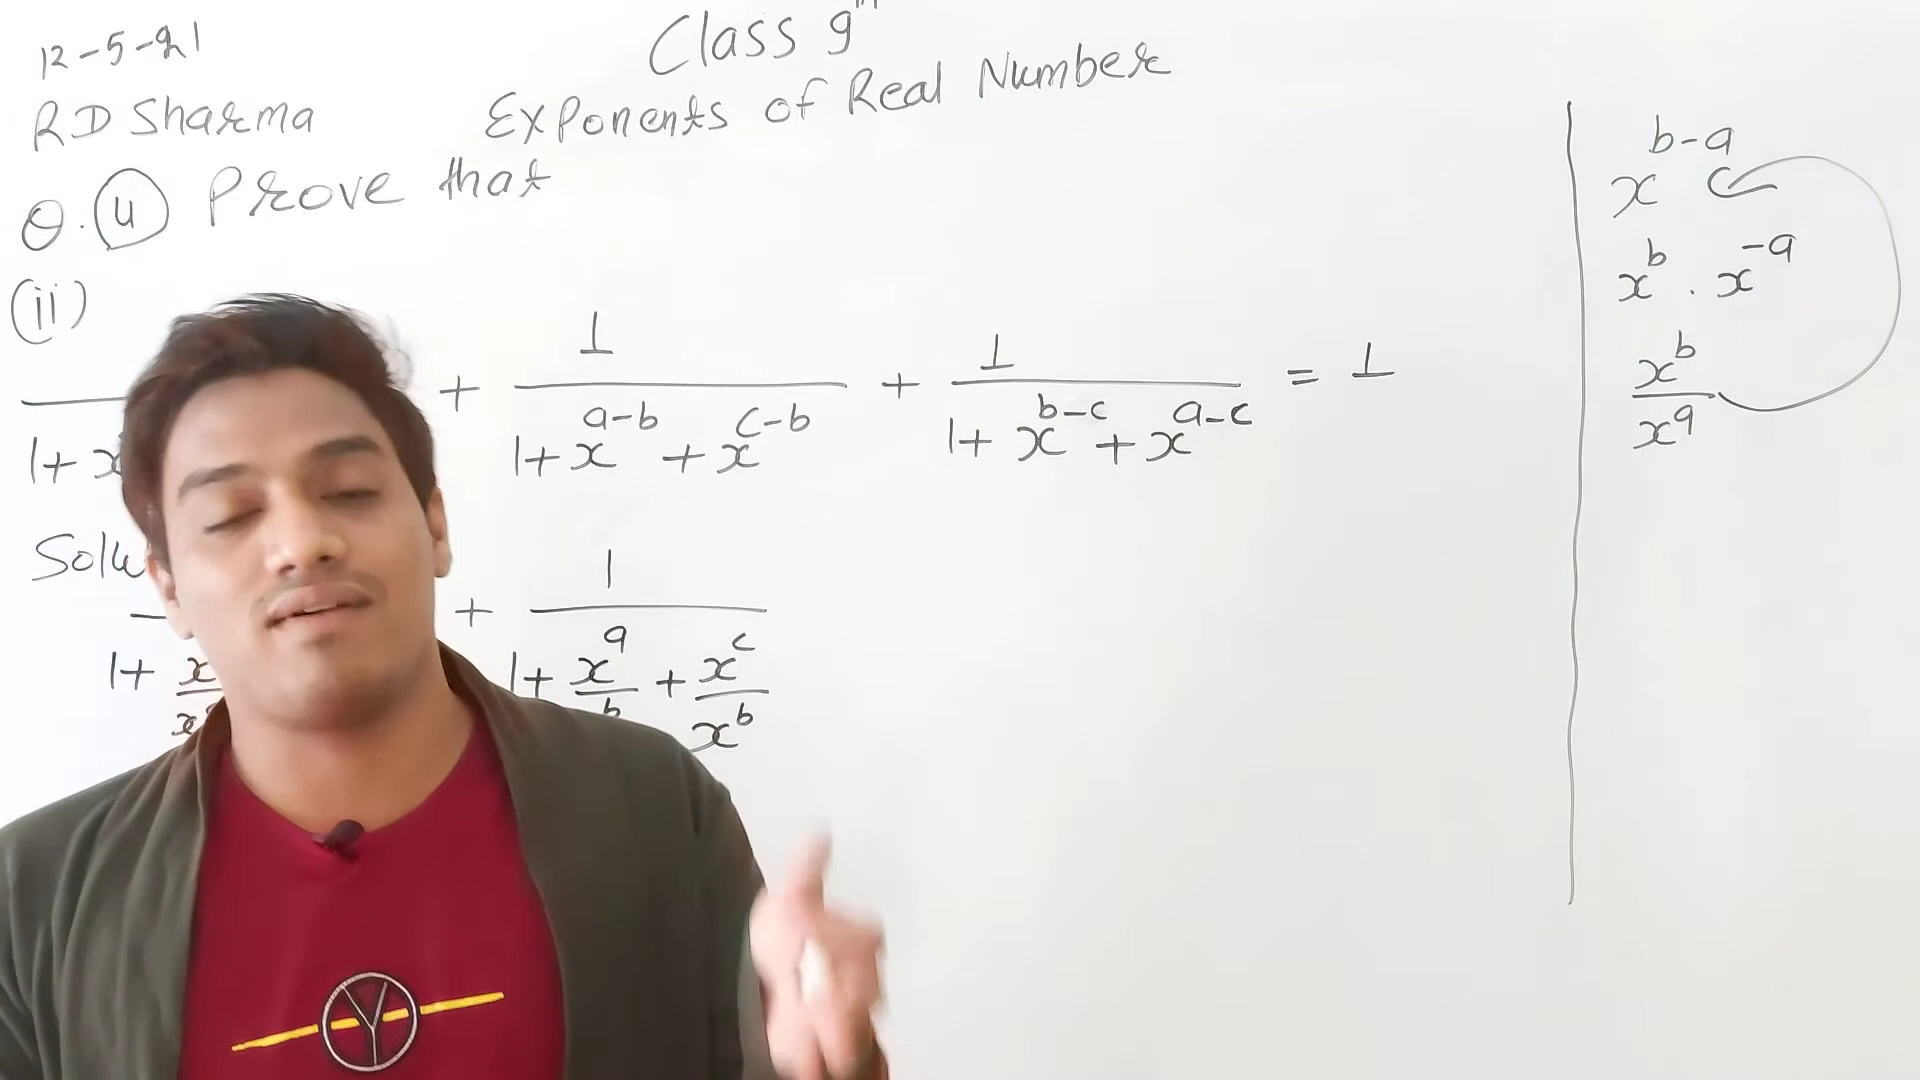 12-5-21
Class 9th
RD Sharma
Exponents of Real Number
Q. 4 Prove that
(ii)
1+x + 1/(1+x^(a-b)+x^(c-b)) + 1/(1+x^(b-c)+x^(a-c)) = 1
Solu
1+ x/x + 1/(1+x^a/b+x^c/x^b)
x^(b-a)
x^b . x^(-a)
x^b/x^a